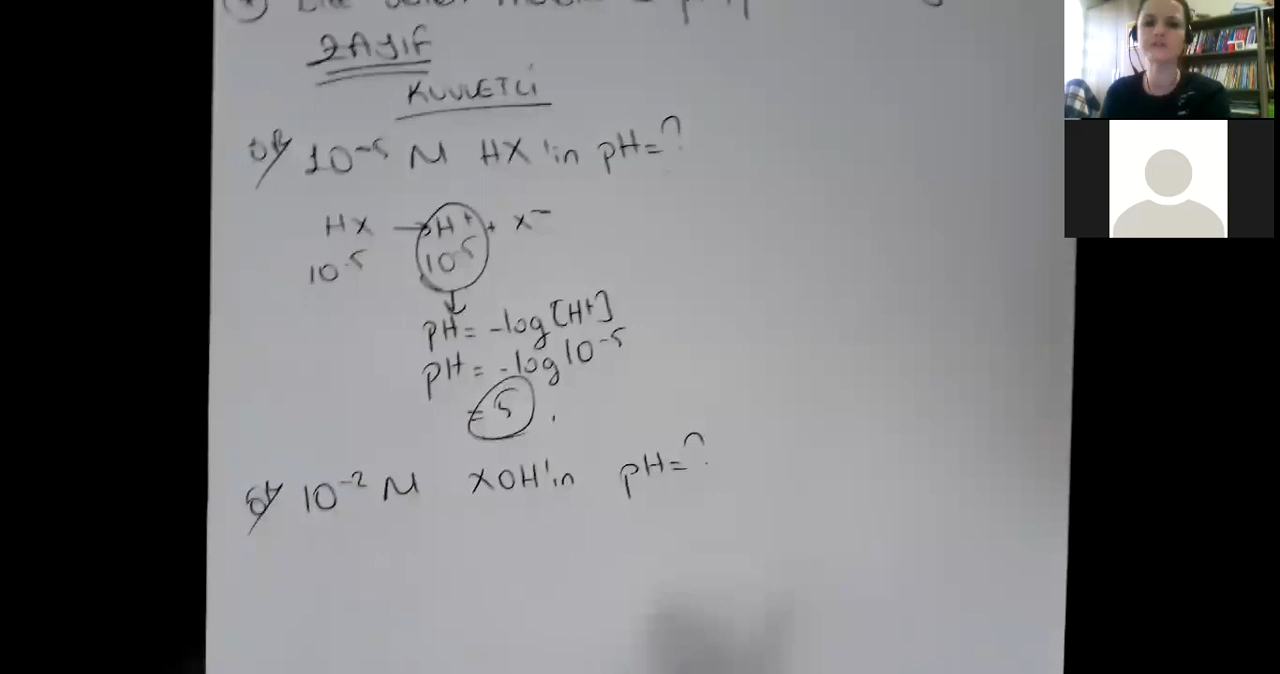 ZAYIF
KUVVETLİ
ör/ 10⁻⁵ M HX'in pH=?
HX → H⁺ + X⁻
10⁻⁵ 10⁻⁵
pH = -log[H⁺]
pH = -log 10⁻⁵
= 5
ör/ 10⁻² M XOH'in pH=?